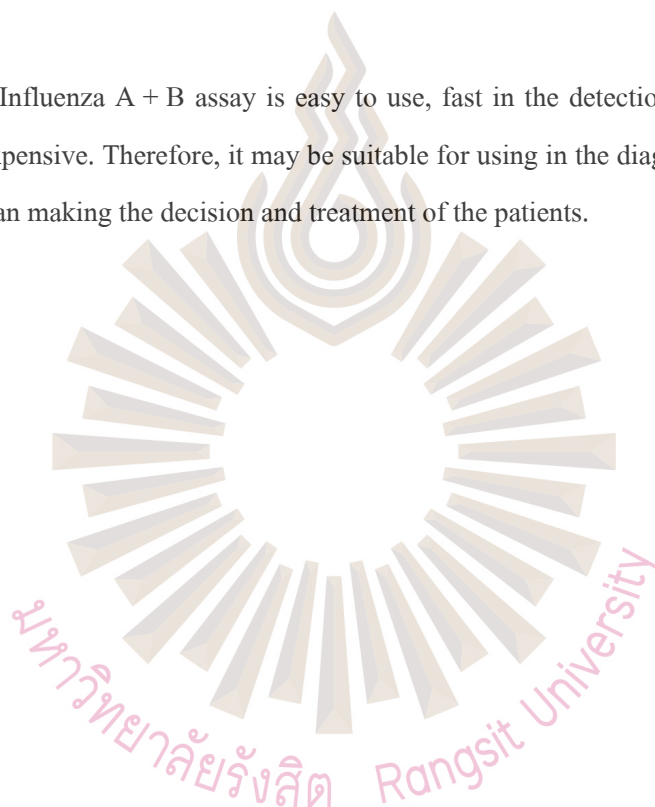 Influenza A + B assay is easy to use, fast in the detectio
xpensive. Therefore, it may be suitable for using in the diag
an making the decision and treatment of the patients.
มหาวิทยาลัยรังสิต Rangsit University